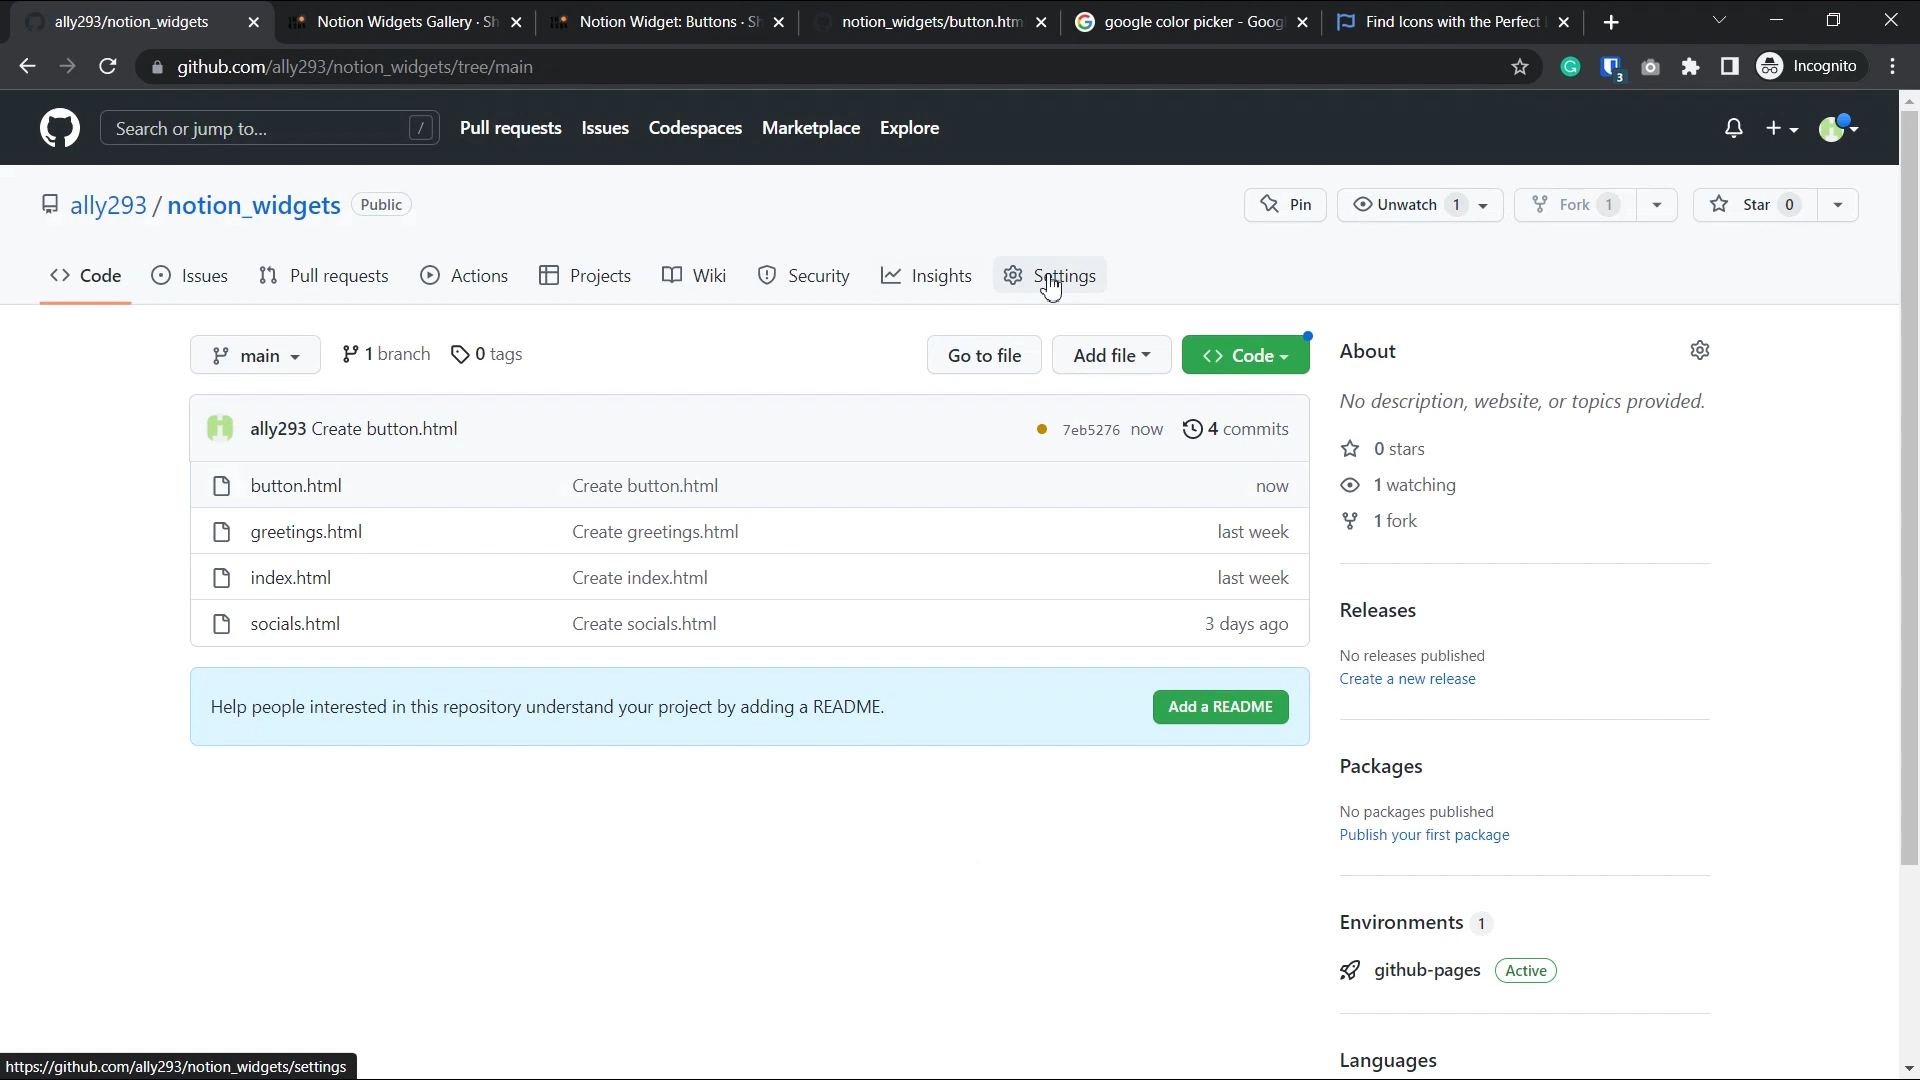 ally293/notion_widgets
Notion Widgets Gallery · Sh
Notion Widget: Buttons · Sh
notion_widgets/button.htm
google color picker - Goog
Find Icons with the Perfect
github.com/ally293/notion_widgets/tree/main
3
Incognito
Search or jump to...
/
Pull requests
Issues
Codespaces
Marketplace
Explore
ally293 / notion_widgets
Public
Pin
Unwatch 1
Fork 1
Star 0
Code
Issues
Pull requests
Actions
Projects
Wiki
Security
Insights
Settings
main
1 branch
0 tags
Go to file
Add file
Code
ally293 Create button.html
7eb5276 now
4 commits
button.html Create button.html now
greetings.html Create greetings.html last week
index.html Create index.html last week
socials.html Create socials.html 3 days ago
Help people interested in this repository understand your project by adding a README.
Add a README
About
No description, website, or topics provided.
0 stars
1 watching
1 fork
Releases
No releases published
Create a new release
Packages
No packages published
Publish your first package
Environments 1
github-pages Active
Languages
https://github.com/ally293/notion_widgets/settings